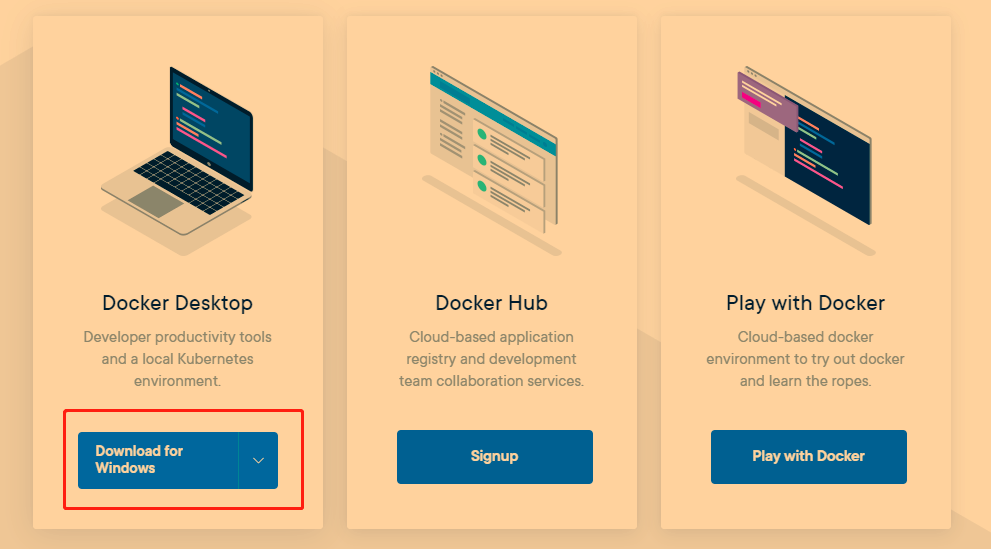 Docker Desktop
Developer productivity tools
and a local Kubernetes
environment.
Download for
Windows
Docker Hub
Cloud-based application
registry and development
team collaboration services.
Signup
Play with Docker
Cloud-based docker
environment to try out docker
and learn the ropes.
Play with Docker